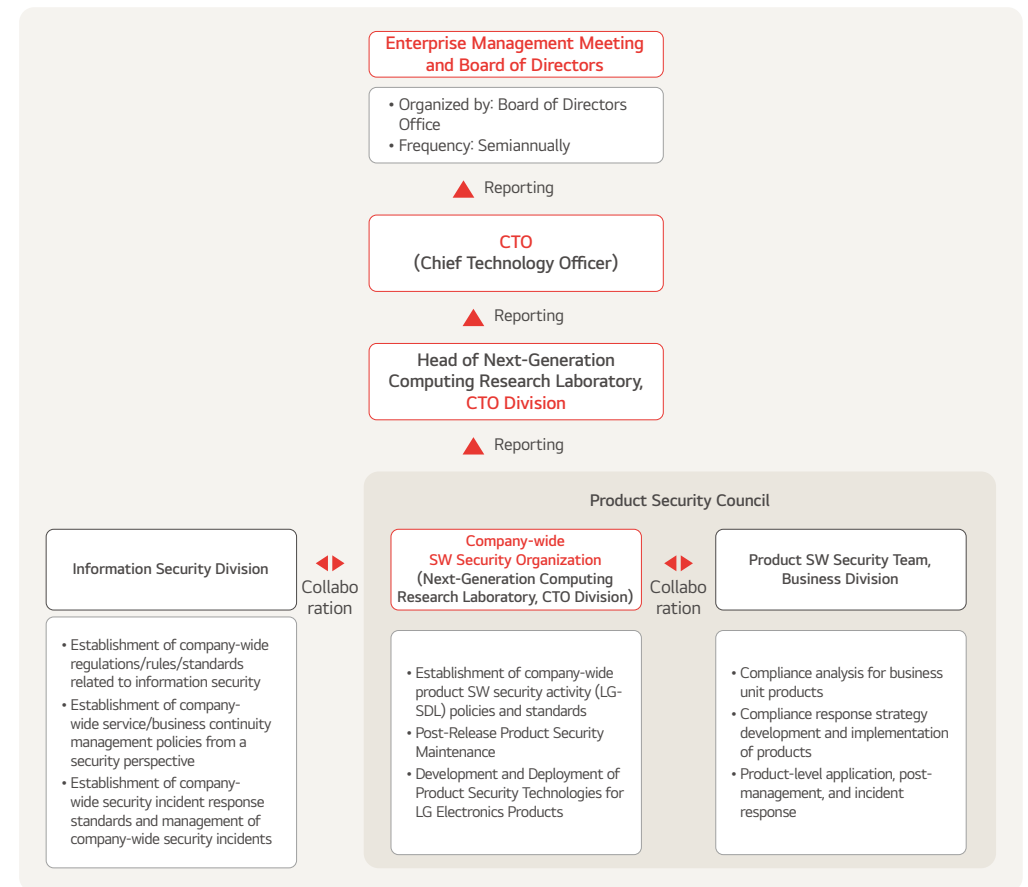 Enterprise Management Meeting
and Board of Directors
• Organized by: Board of Directors
Office
• Frequency: Semiannually
Reporting
CTO
(Chief Technology Officer)
Reporting
Head of Next-Generation
Computing Research Laboratory,
CTO Division
Reporting
Product Security Council
Information Security Division
Collabo
ration
Company-wide
SW Security Organization
(Next-Generation Computing
Research Laboratory, CTO Division)
Collabo
ration
Product SW Security Team,
Business Division
• Establishment of company-wide
regulations/rules/standards
related to information security
• Establishment of company-
wide service/business continuity
management policies from a
security perspective
• Establishment of company-
wide security incident response
standards and management of
company-wide security incidents
• Establishment of company-wide
product SW security activity (LG-
SDL) policies and standards
• Post-Release Product Security
Maintenance
• Development and Deployment of
Product Security Technologies for
LG Electronics Products
• Compliance analysis for business
unit products
• Compliance response strategy
development and implementation
of products
• Product-level application, post-
management, and incident
response